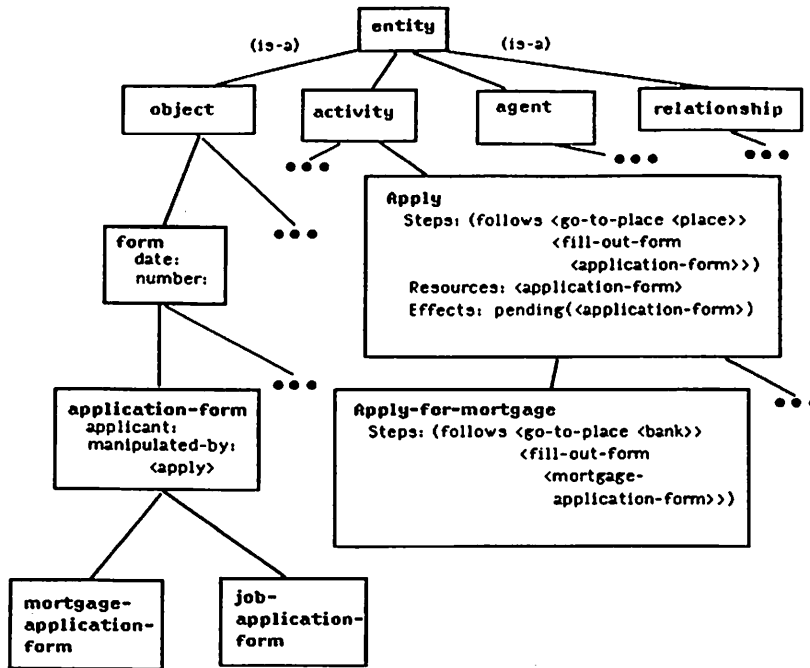 entity
(is-a)
(is-a)
object
activity
agent
relationship
•••
•••
•••
Apply
Steps: (follows <go-to-place <place>>
<fill-out-form
<application-form>>)
Resources: <application-form>
Effects: pending(<application-form>)
•••
form
date:
number:
•••
•••
application-form
applicant:
manipulated-by:
<apply>
Apply-for-mortgage
Steps: (follows <go-to-place <bank>>
<fill-out-form
<mortgage-
application-form>>)
mortgage-
application-
form
job-
application-
form